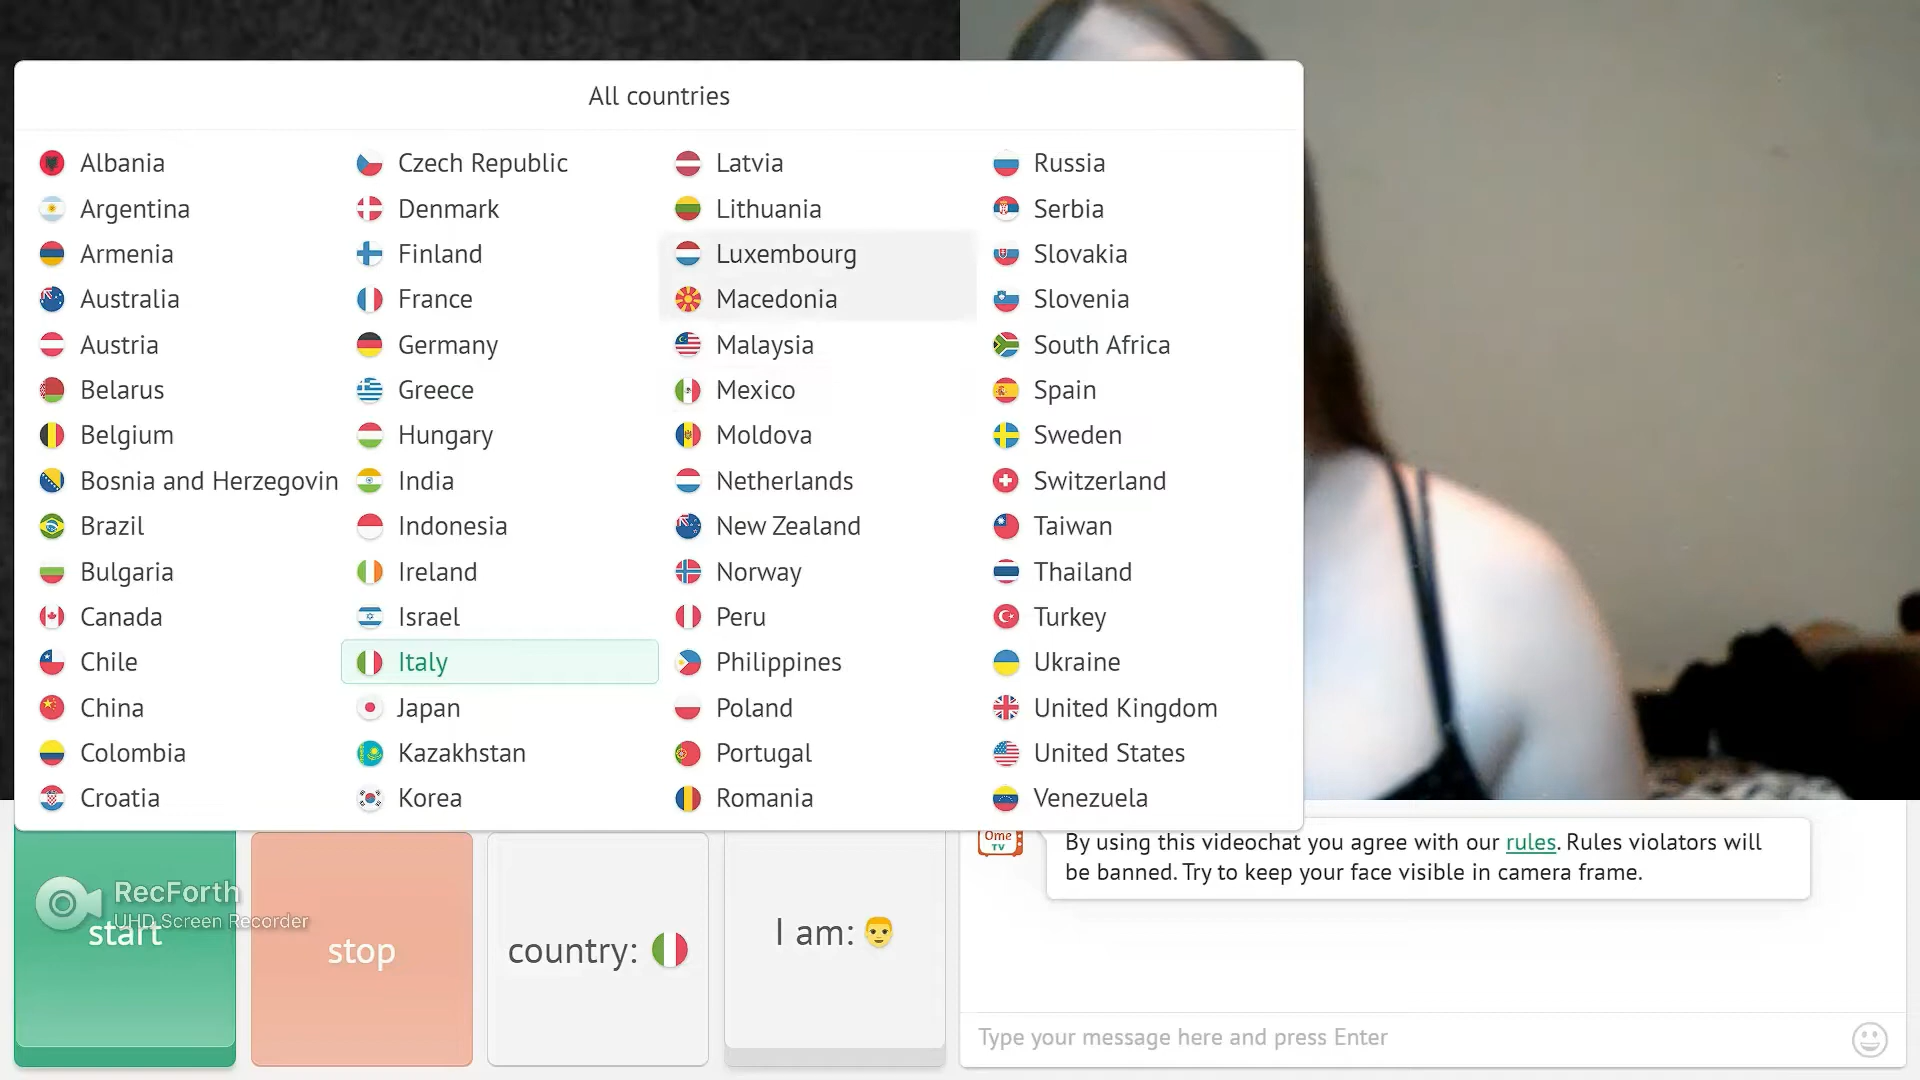 All countries
Albania
Argentina
Armenia
Australia
Austria
Belarus
Belgium
Bosnia and Herzegovin
Brazil
Bulgaria
Canada
Chile
China
Colombia
Croatia
Czech Republic
Denmark
Finland
France
Germany
Greece
Hungary
India
Indonesia
Ireland
Israel
Italy
Japan
Kazakhstan
Korea
Latvia
Lithuania
Luxembourg
Macedonia
Malaysia
Mexico
Moldova
Netherlands
New Zealand
Norway
Peru
Philippines
Poland
Portugal
Romania
Russia
Serbia
Slovakia
Slovenia
South Africa
Spain
Sweden
Switzerland
Taiwan
Thailand
Turkey
Ukraine
United Kingdom
United States
Venezuela
RecForth
UHD Screen Recorder
start
stop
country:
I am:
Ome
TV
By using this videochat you agree with our rules. Rules violators will
be banned. Try to keep your face visible in camera frame.
Type your message here and press Enter